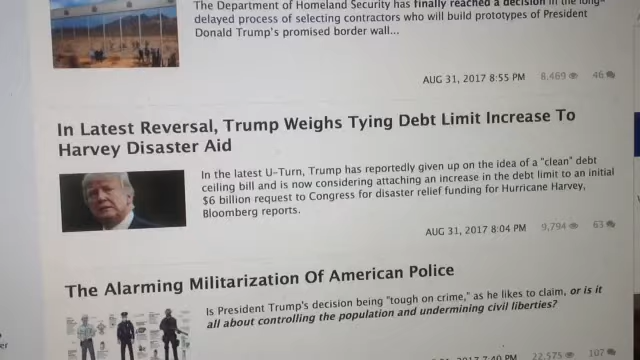 The Department of Homeland Security has finally reached a decision in the long-
delayed process of selecting contractors who will build prototypes of President
Donald Trump's promised border wall...
AUG 31, 2017 8:55 PM 8,469 46
In Latest Reversal, Trump Weighs Tying Debt Limit Increase To
Harvey Disaster Aid
In the latest U-Turn, Trump has reportedly given up on the idea of a "clean" debt
ceiling bill and is now considering attaching an increase in the debt limit to an initial
$6 billion request to Congress for disaster relief funding for Hurricane Harvey,
Bloomberg reports.
AUG 31, 2017 8:04 PM 9,794 63
The Alarming Militarization Of American Police
Is President Trump's decision being "tough on crime," as he likes to claim, or is it
all about controlling the population and undermining civil liberties?
2017 7:40 PM 22,575 107
er